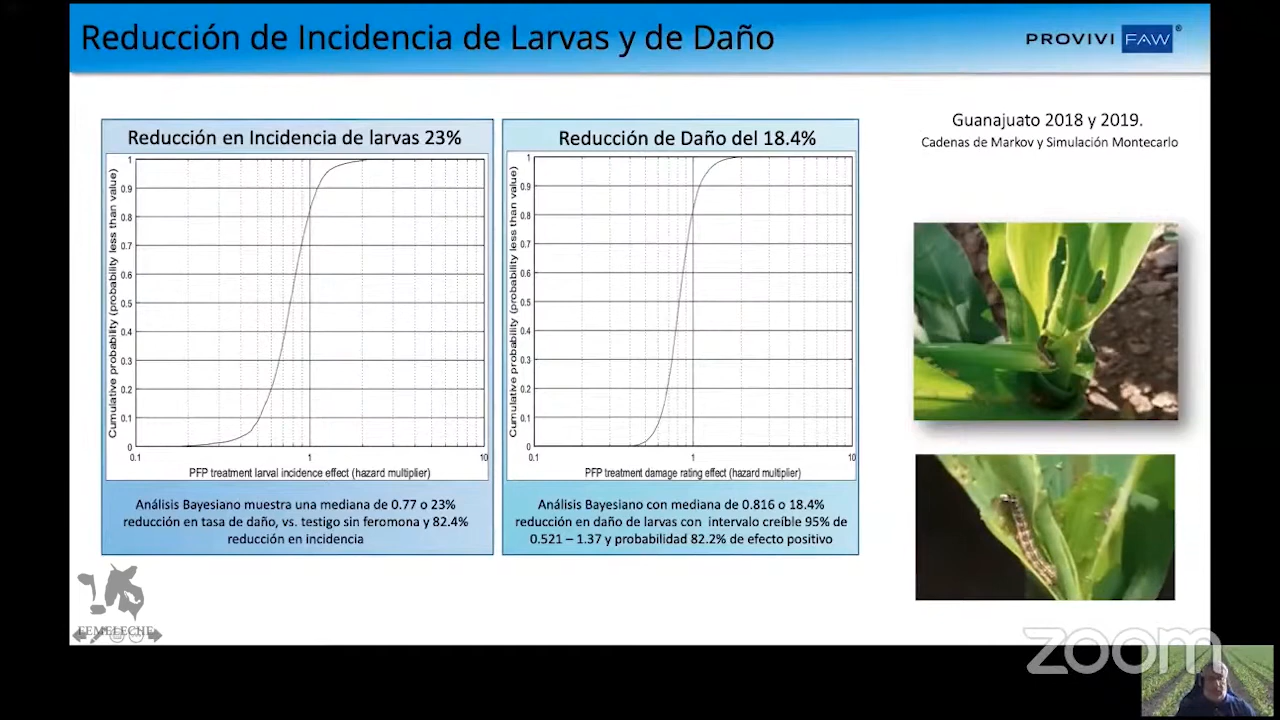 Reducción de Incidencia de Larvas y de Daño
PROVIVI FAW®
Reducción en Incidencia de larvas 23%
Cumulative probability (probability less than value)
1
0.9
0.8
0.7
0.6
0.5
0.4
0.3
0.2
0.1
0
0.1
1
10
PFP treatment larval incidence effect (hazard multiplier)
Análisis Bayesiano muestra una mediana de 0.77 o 23%
reducción en tasa de daño, vs. testigo sin feromona y 82.4%
reducción en incidencia
Reducción de Daño del 18.4%
Cumulative probability (probability less than value)
1
0.9
0.8
0.7
0.6
0.5
0.4
0.3
0.2
0.1
0
0.1
1
10
PFP treatment damage rating effect (hazard multiplier)
Análisis Bayesiano con mediana de 0.816 o 18.4%
reducción en daño de larvas con intervalo creíble 95% de
0.521 – 1.37 y probabilidad 82.2% de efecto positivo
Guanajuato 2018 y 2019.
Cadenas de Markov y Simulación Montecarlo
FEMELECHE
zoom